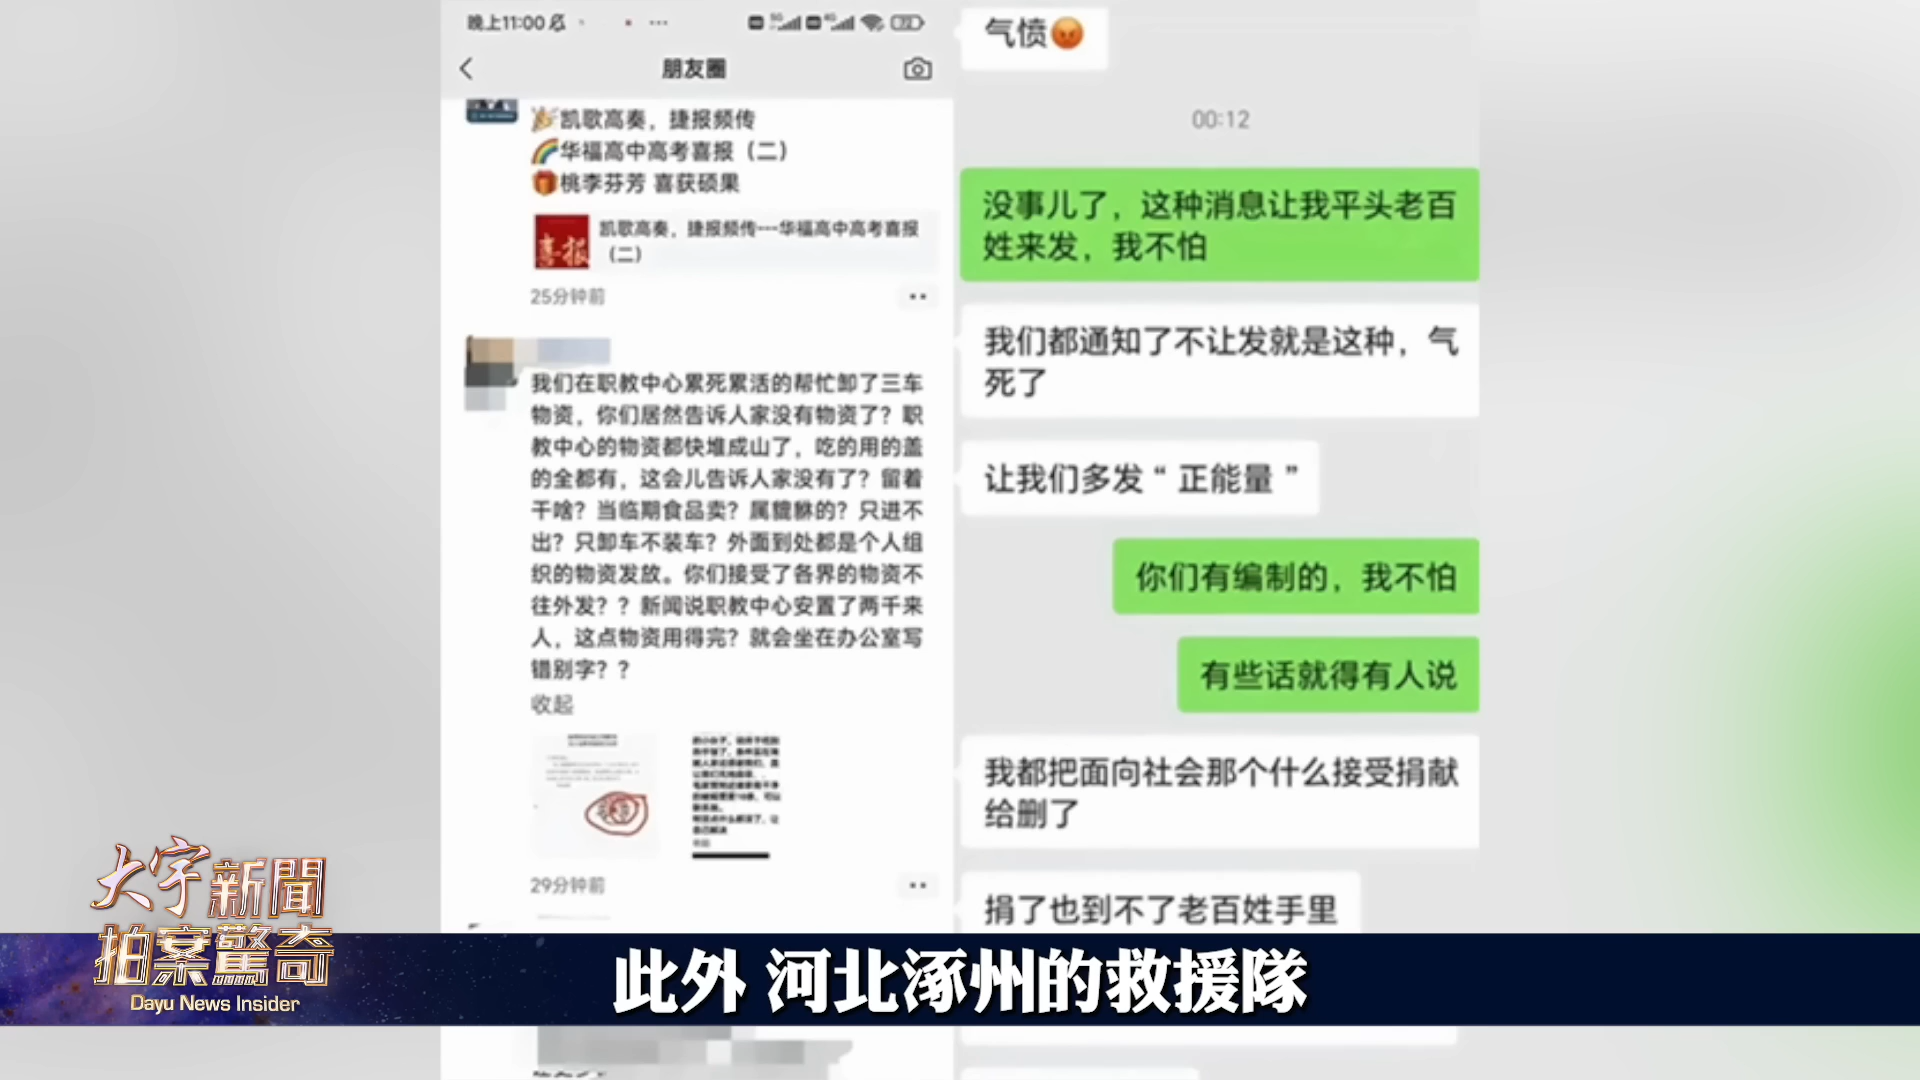 晚上11:00
朋友圈
凯歌高奏，捷报频传
华福高中高考喜报（二）
桃李芬芳 喜获硕果
喜报
凯歌高奏，捷报频传---华福高中高考喜报
（二）
25分钟前
我们在职教中心累死累活的帮忙卸了三车
物资，你们居然告诉人家没有物资了？职
教中心的物资都快堆成山了，吃的用的盖
的全都有，这会儿告诉人家没有了？留着
干啥？当临期食品卖？属貔貅的？只进不
出？只卸车不装车？外面到处都是个人组
织的物资发放。你们接受了各界的物资不
往外发？？新闻说职教中心安置了两千来
人，这点物资用得完？就会坐在办公室写
错别字？？
收起
29分钟前
气愤
00:12
没事儿了，这种消息让我平头老百
姓来发，我不怕
我们都通知了不让发就是这种，气
死了
让我们多发“正能量”
你们有编制的，我不怕
有些话就得有人说
我都把面向社会那个什么接受捐献
给删了
捐了也到不了老百姓手里
大宇新聞
拍案驚奇
Dayu News Insider
此外 河北涿州的救援隊